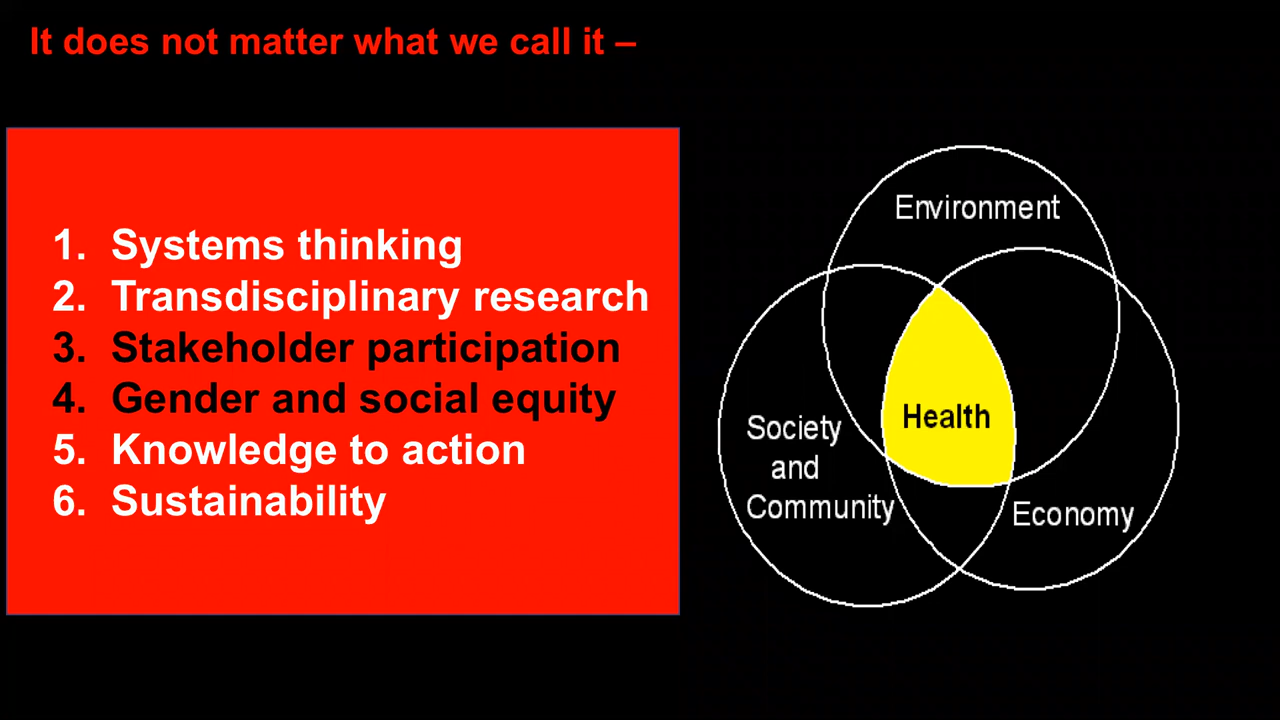 It does not matter what we call it –
1. Systems thinking
2. Transdisciplinary research
3. Stakeholder participation
4. Gender and social equity
5. Knowledge to action
6. Sustainability
Environment
Health
Society
and
Community
Economy